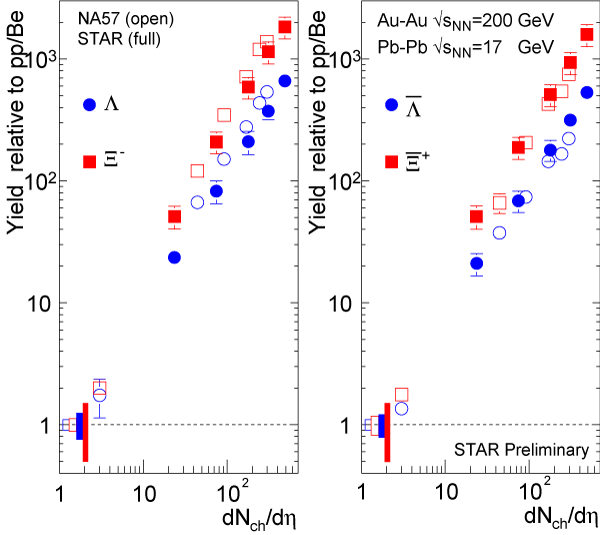 Yield relative to pp/Be
NA57 (open)
STAR (full)
Λ
Ξ⁻
10³
10²
10
1
1
10
10²
dN_ch/dη
Yield relative to pp/Be
Au-Au √s_NN=200 GeV
Pb-Pb √s_NN=17 GeV
Λ̅
Ξ̅⁺
10³
10²
10
1
STAR Preliminary
1
10
10²
dN_ch/dη